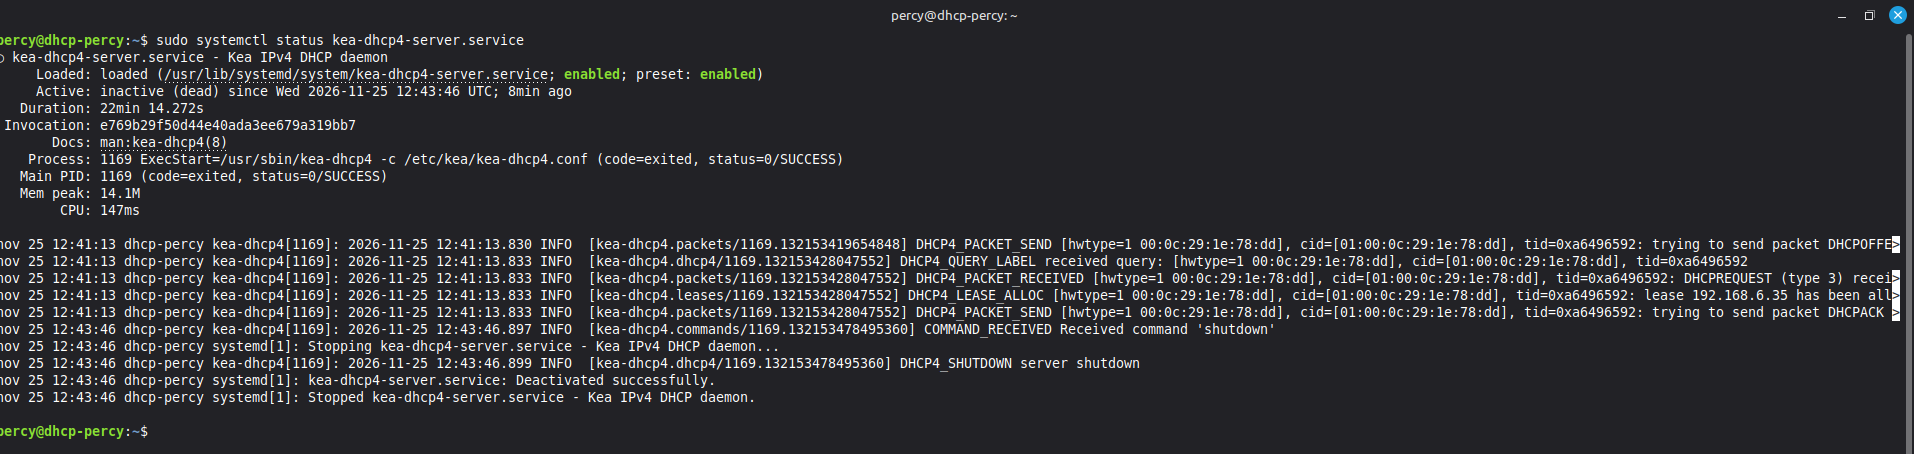 percy@dhcp-percy: ~
percy@dhcp-percy:~$ sudo systemctl status kea-dhcp4-server.service
○ kea-dhcp4-server.service - Kea IPv4 DHCP daemon
Loaded: loaded (/usr/lib/systemd/system/kea-dhcp4-server.service; enabled; preset: enabled)
Active: inactive (dead) since Wed 2026-11-25 12:43:46 UTC; 8min ago
Duration: 22min 14.272s
Invocation: e769b29f50d44e40ada3ee679a319bb7
Docs: man:kea-dhcp4(8)
Process: 1169 ExecStart=/usr/sbin/kea-dhcp4 -c /etc/kea/kea-dhcp4.conf (code=exited, status=0/SUCCESS)
Main PID: 1169 (code=exited, status=0/SUCCESS)
Mem peak: 14.1M
CPU: 147ms
nov 25 12:41:13 dhcp-percy kea-dhcp4[1169]: 2026-11-25 12:41:13.830 INFO  [kea-dhcp4.packets/1169.132153419654848] DHCP4_PACKET_SEND [hwtype=1 00:0c:29:1e:78:dd], cid=[01:00:0c:29:1e:78:dd], tid=0xa6496592: trying to send packet DHCPOFFE>
nov 25 12:41:13 dhcp-percy kea-dhcp4[1169]: 2026-11-25 12:41:13.833 INFO  [kea-dhcp4.dhcp4/1169.132153428047552] DHCP4_QUERY_LABEL received query: [hwtype=1 00:0c:29:1e:78:dd], cid=[01:00:0c:29:1e:78:dd], tid=0xa6496592
nov 25 12:41:13 dhcp-percy kea-dhcp4[1169]: 2026-11-25 12:41:13.833 INFO  [kea-dhcp4.packets/1169.132153428047552] DHCP4_PACKET_RECEIVED [hwtype=1 00:0c:29:1e:78:dd], cid=[01:00:0c:29:1e:78:dd], tid=0xa6496592: DHCPREQUEST (type 3) recei>
nov 25 12:41:13 dhcp-percy kea-dhcp4[1169]: 2026-11-25 12:41:13.833 INFO  [kea-dhcp4.leases/1169.132153428047552] DHCP4_LEASE_ALLOC [hwtype=1 00:0c:29:1e:78:dd], cid=[01:00:0c:29:1e:78:dd], tid=0xa6496592: lease 192.168.6.35 has been all>
nov 25 12:41:13 dhcp-percy kea-dhcp4[1169]: 2026-11-25 12:41:13.833 INFO  [kea-dhcp4.packets/1169.132153428047552] DHCP4_PACKET_SEND [hwtype=1 00:0c:29:1e:78:dd], cid=[01:00:0c:29:1e:78:dd], tid=0xa6496592: trying to send packet DHCPACK >
nov 25 12:43:46 dhcp-percy kea-dhcp4[1169]: 2026-11-25 12:43:46.897 INFO  [kea-dhcp4.commands/1169.132153478495360] COMMAND_RECEIVED Received command 'shutdown'
nov 25 12:43:46 dhcp-percy systemd[1]: Stopping kea-dhcp4-server.service - Kea IPv4 DHCP daemon...
nov 25 12:43:46 dhcp-percy kea-dhcp4[1169]: 2026-11-25 12:43:46.899 INFO  [kea-dhcp4.dhcp4/1169.132153478495360] DHCP4_SHUTDOWN server shutdown
nov 25 12:43:46 dhcp-percy systemd[1]: kea-dhcp4-server.service: Deactivated successfully.
nov 25 12:43:46 dhcp-percy systemd[1]: Stopped kea-dhcp4-server.service - Kea IPv4 DHCP daemon.
percy@dhcp-percy:~$